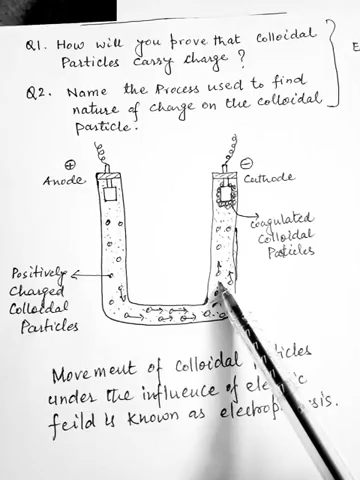 Q1. How will you prove that colloidal
Particles carry charge?
E
Q2. Name the Process used to find
nature of charge on the colloidal
particle.
+
−
Anode
Cathode
Coagulated
Colloidal
Particles
Positively
Charged
Colloidal
Particles
Movement of colloidal
under the influence of
feild is known as